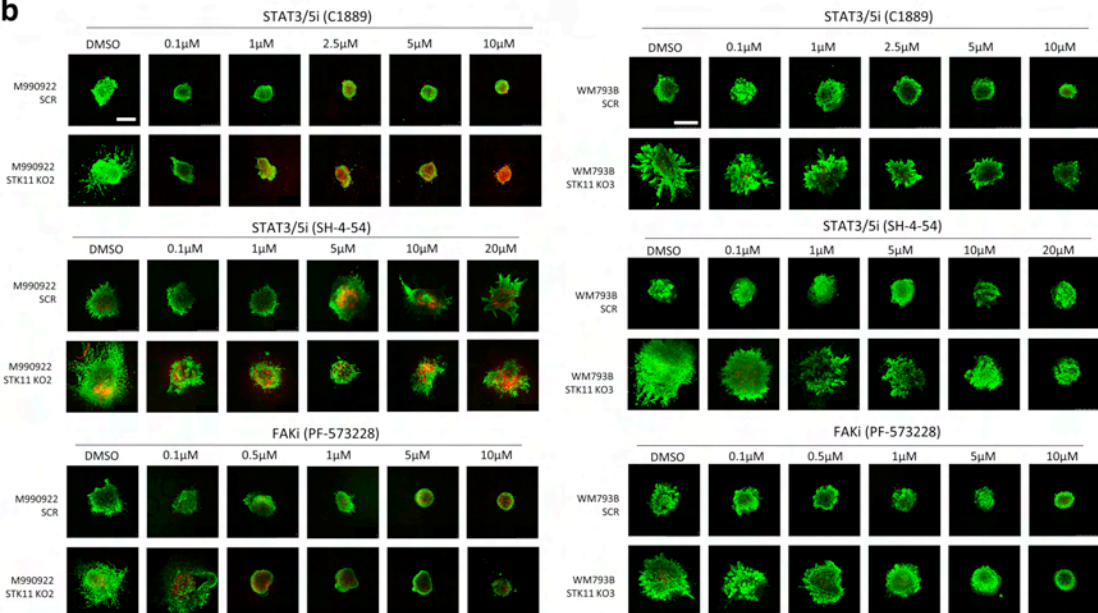 b
STAT3/5i (C1889)
DMSO 0.1µM 1µM 2.5µM 5µM 10µM
M990922
SCR
M990922
STK11 KO2
STAT3/5i (SH-4-54)
DMSO 0.1µM 1µM 5µM 10µM 20µM
M990922
SCR
M990922
STK11 KO2
FAKi (PF-573228)
DMSO 0.1µM 0.5µM 1µM 5µM 10µM
M990922
SCR
M990922
STK11 KO2
STAT3/5i (C1889)
DMSO 0.1µM 1µM 2.5µM 5µM 10µM
WM793B
SCR
WM793B
STK11 KO3
STAT3/5i (SH-4-54)
DMSO 0.1µM 1µM 5µM 10µM 20µM
WM793B
SCR
WM793B
STK11 KO3
FAKi (PF-573228)
DMSO 0.1µM 0.5µM 1µM 5µM 10µM
WM793B
SCR
WM793B
STK11 KO3